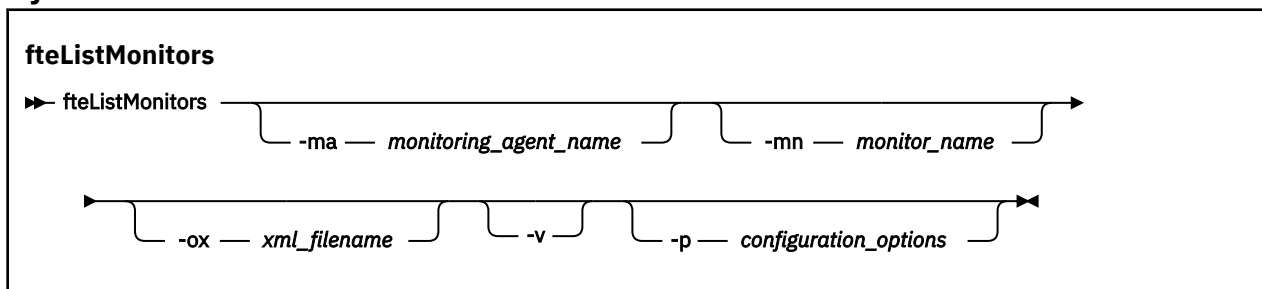 fteListMonitors
fteListMonitors
-ma monitoring_agent_name -mn monitor_name
-ox xml_filename -v -p configuration_options